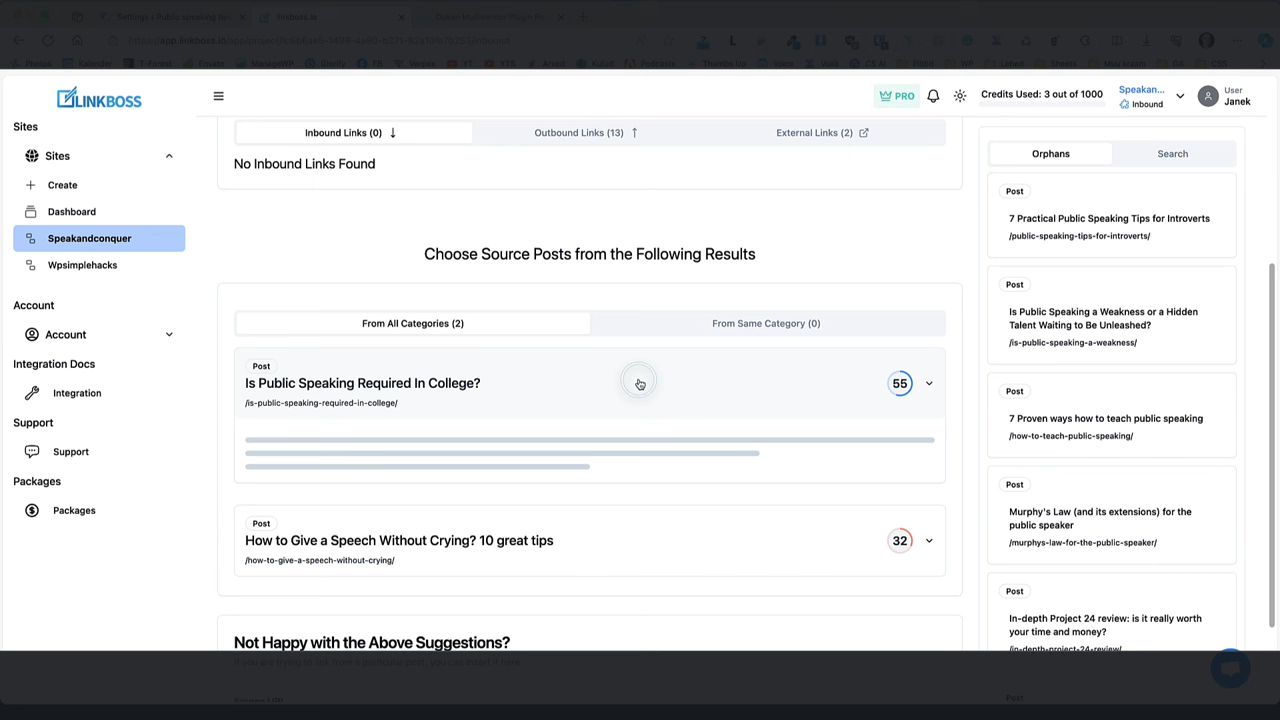 Settings ‹ Public speaking
linkboss.io
LINKBOSS
PRO
Credits Used: 3 out of 1000
Speakan...
Inbound
User
Janek
Sites
Sites
Create
Dashboard
Speakandconquer
Wpsimplehacks
Account
Account
Integration Docs
Integration
Support
Support
Packages
Packages
Inbound Links (0)
Outbound Links (13)
External Links (2)
No Inbound Links Found
Choose Source Posts from the Following Results
From All Categories (2)
From Same Category (0)
Post
Is Public Speaking Required In College?
/is-public-speaking-required-in-college/
55
Post
How to Give a Speech Without Crying? 10 great tips
/how-to-give-a-speech-without-crying/
32
Not Happy with the Above Suggestions?
Orphans
Search
Post
7 Practical Public Speaking Tips for Introverts
/public-speaking-tips-for-introverts/
Post
Is Public Speaking a Weakness or a Hidden
Talent Waiting to Be Unleashed?
/is-public-speaking-a-weakness/
Post
7 Proven ways how to teach public speaking
/how-to-teach-public-speaking/
Post
Murphy's Law (and its extensions) for the
public speaker
/murphys-law-for-the-public-speaker/
Post
In-depth Project 24 review: is it really worth
your time and money?
/in-depth-project-24-review/
Post